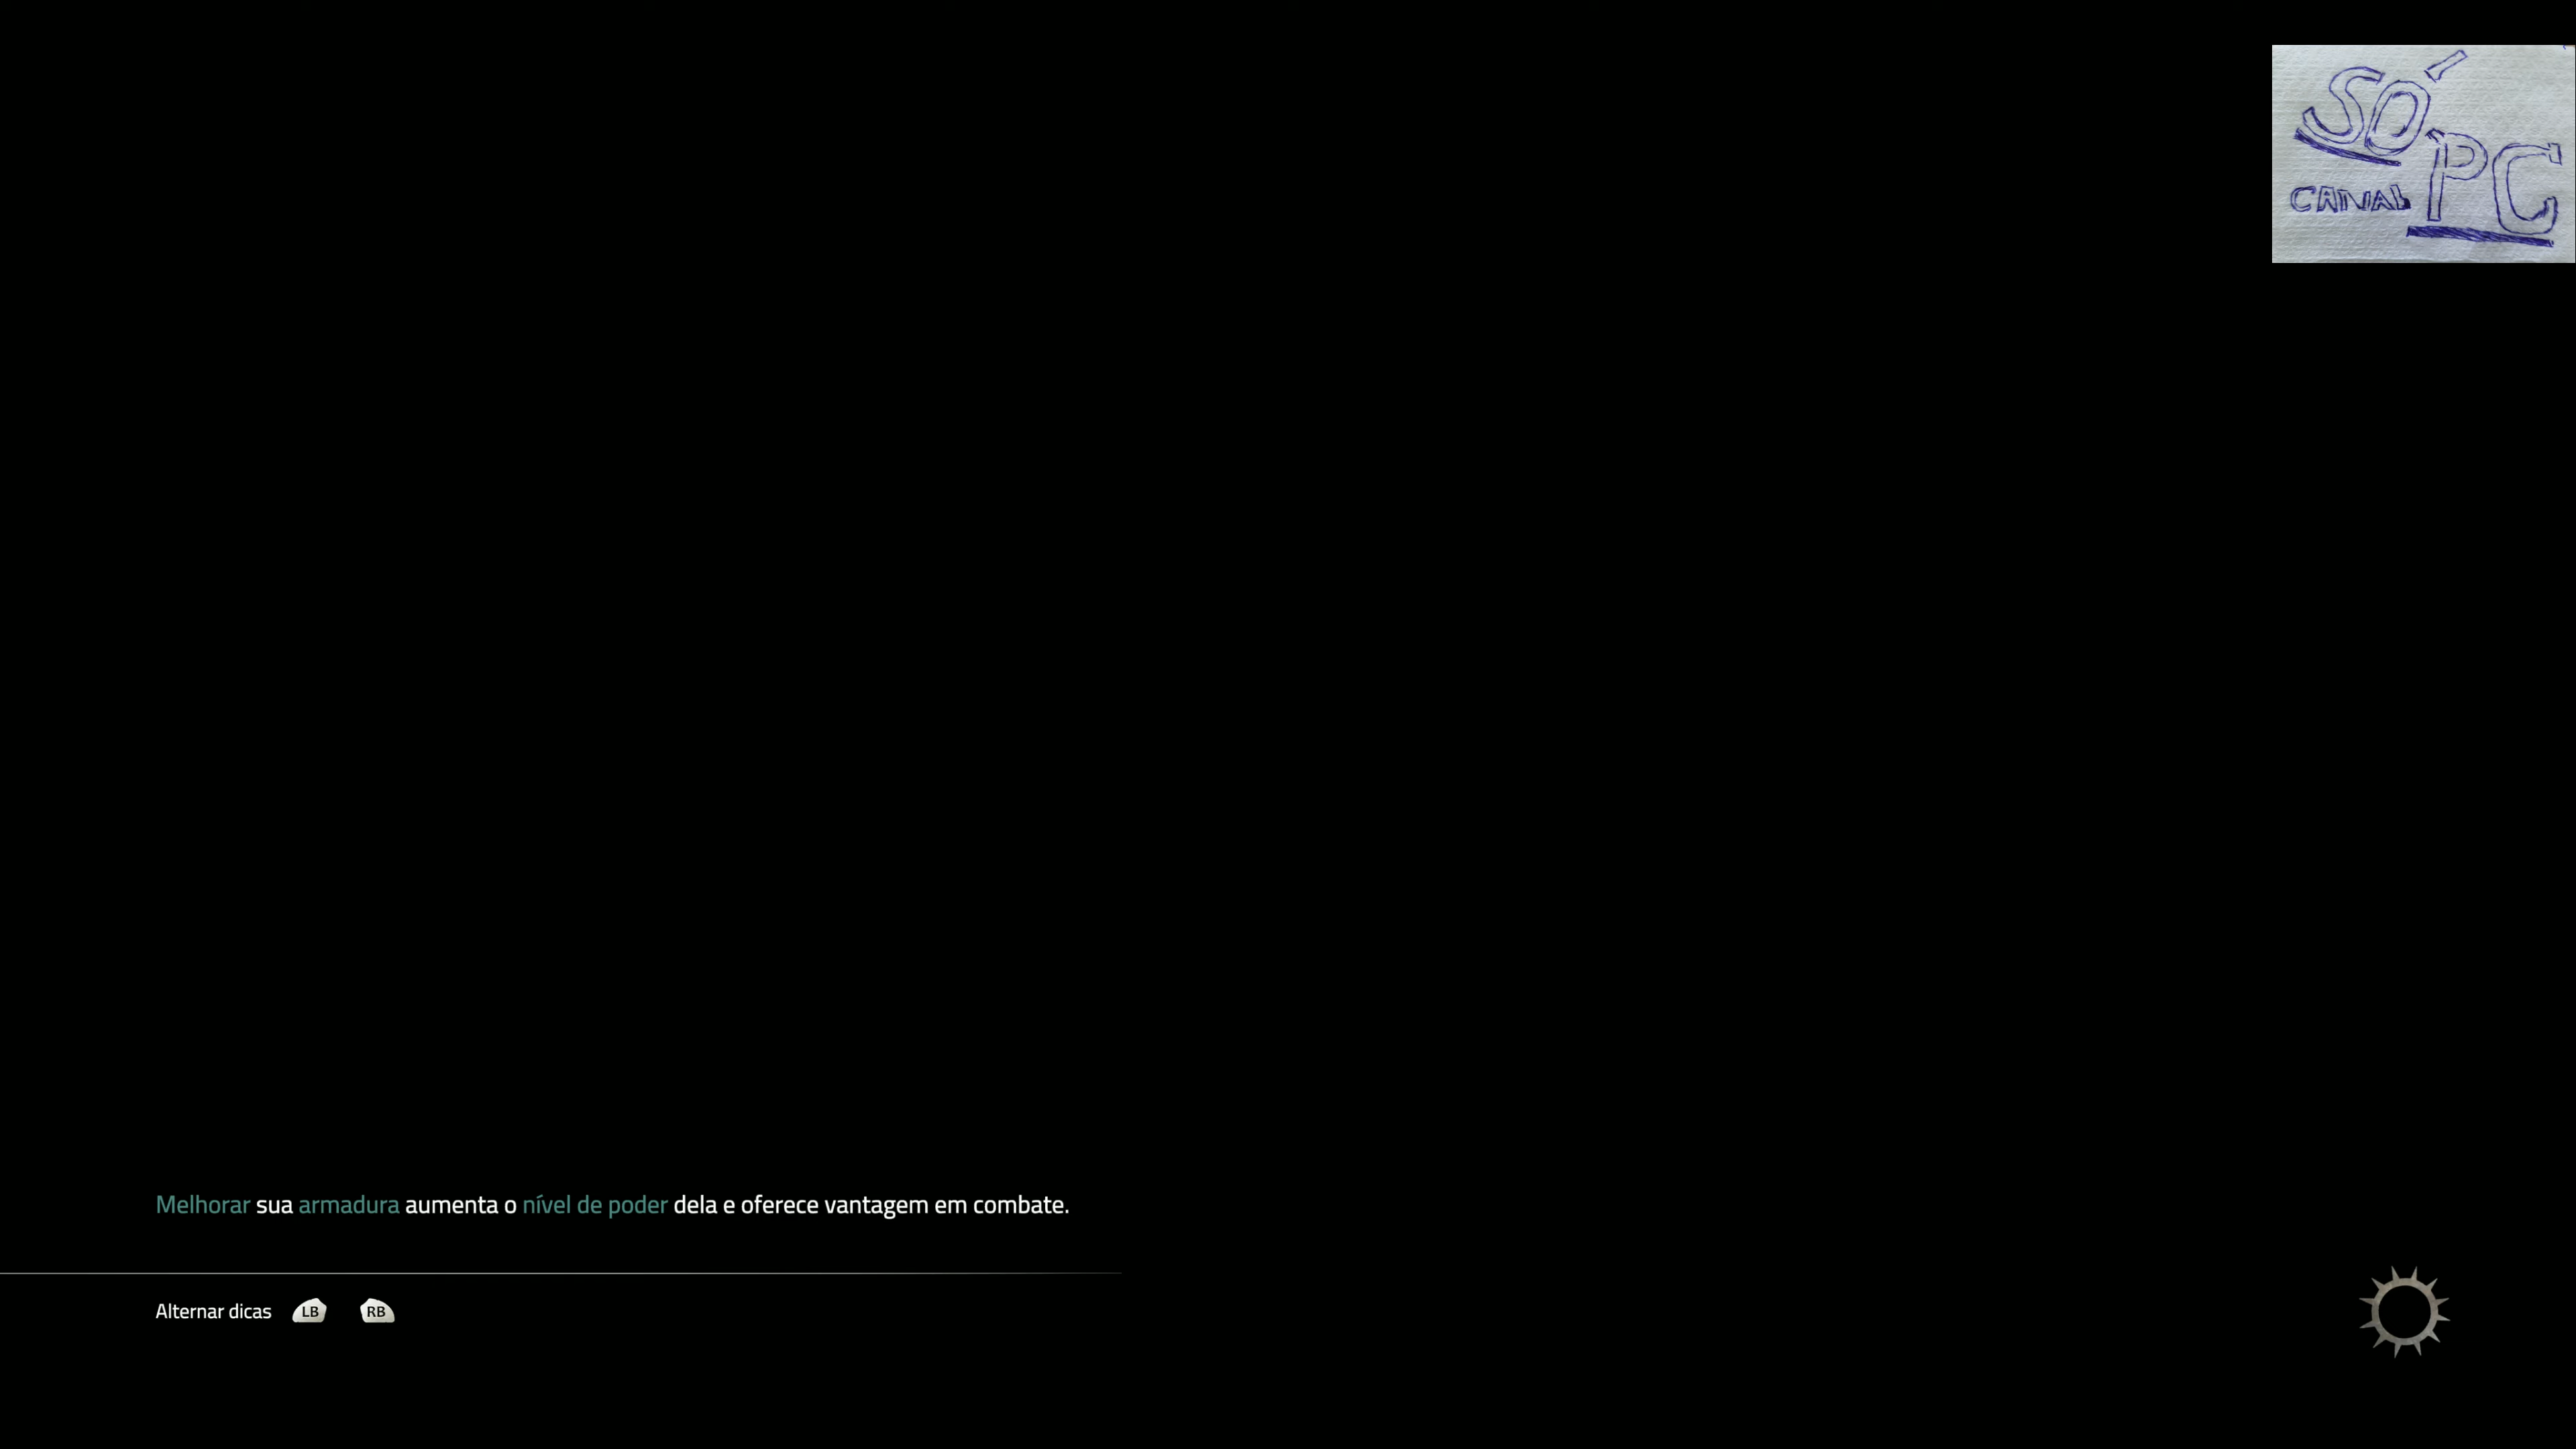 SÓ
PC
CANAL
Melhorar sua armadura aumenta o nível de poder dela e oferece vantagem em combate.
Alternar dicas LB RB